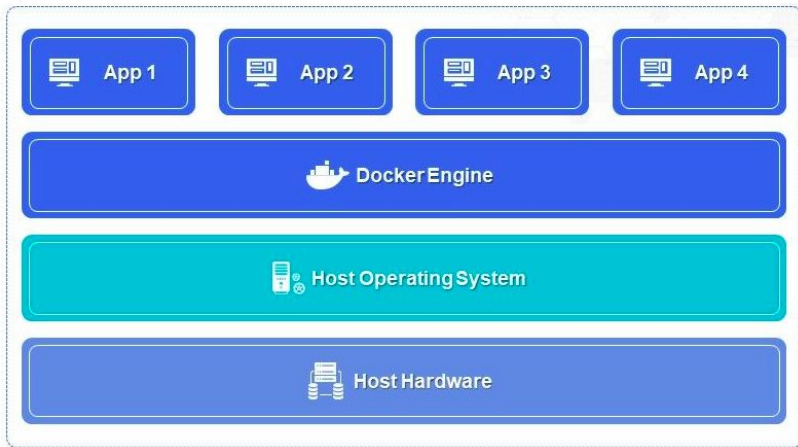 App 1
App 2
App 3
App 4
Docker Engine
Host Operating System
Host Hardware